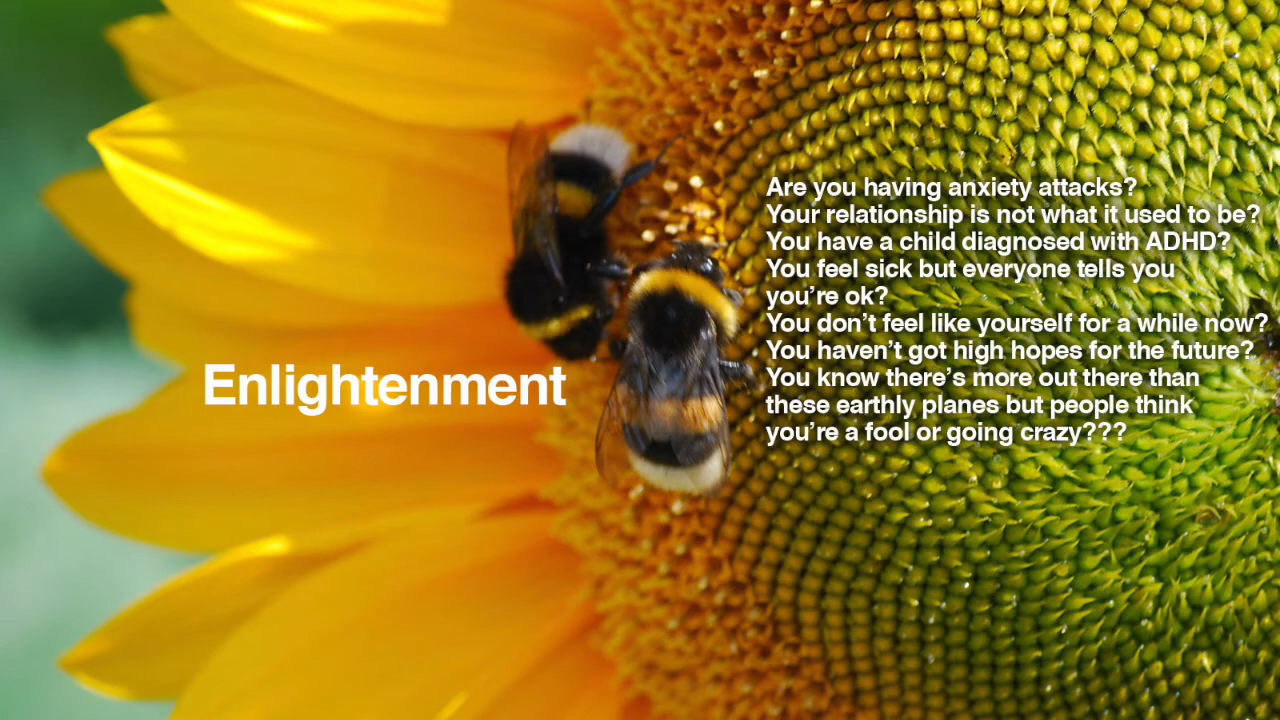 Enlightenment
Are you having anxiety attacks?
Your relationship is not what it used to be?
You have a child diagnosed with ADHD?
You feel sick but everyone tells you
you’re ok?
You don’t feel like yourself for a while now?
You haven’t got high hopes for the future?
You know there’s more out there than
these earthly planes but people think
you’re a fool or going crazy???